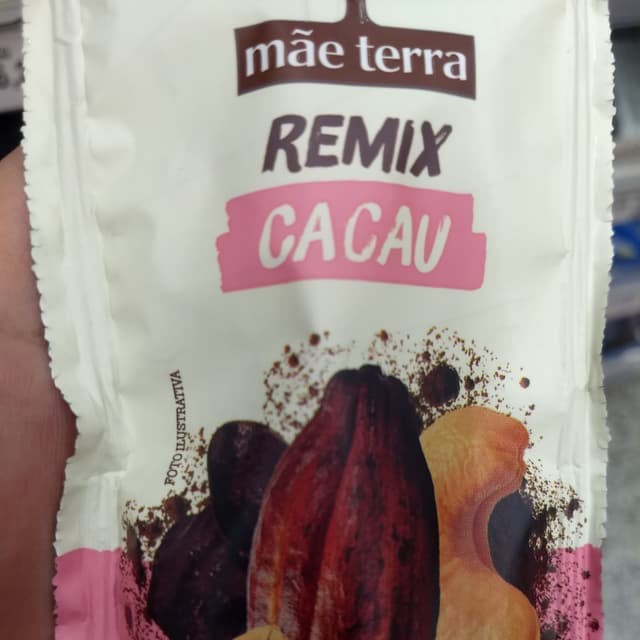 mãe terra
REMIX
CACAU
FOTO ILUSTRATIVA